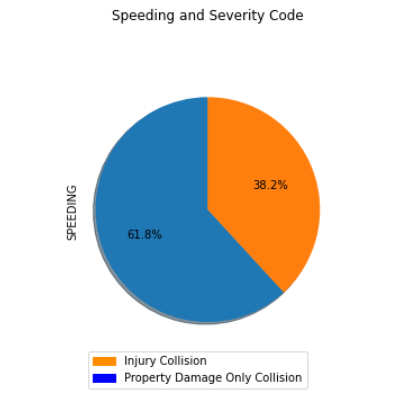 Speeding and Severity Code
38.2%
SPEEDING
61.8%
Injury Collision
Property Damage Only Collision